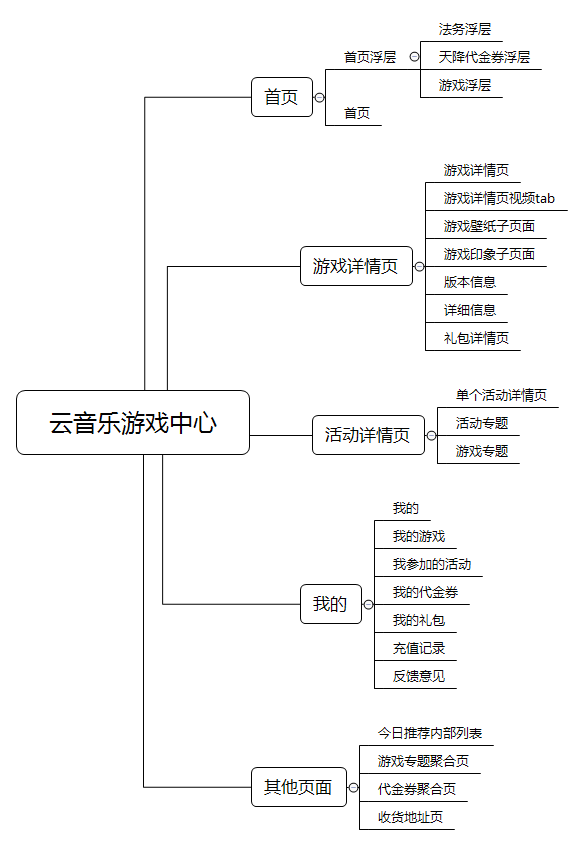 云音乐游戏中心
首页
首页浮层
法务浮层
天降代金券浮层
游戏浮层
首页
游戏详情页
游戏详情页
游戏详情页视频tab
游戏壁纸子页面
游戏印象子页面
版本信息
详细信息
礼包详情页
活动详情页
单个活动详情页
活动专题
游戏专题
我的
我的
我的游戏
我参加的活动
我的代金券
我的礼包
充值记录
反馈意见
其他页面
今日推荐内部列表
游戏专题聚合页
代金券聚合页
收货地址页